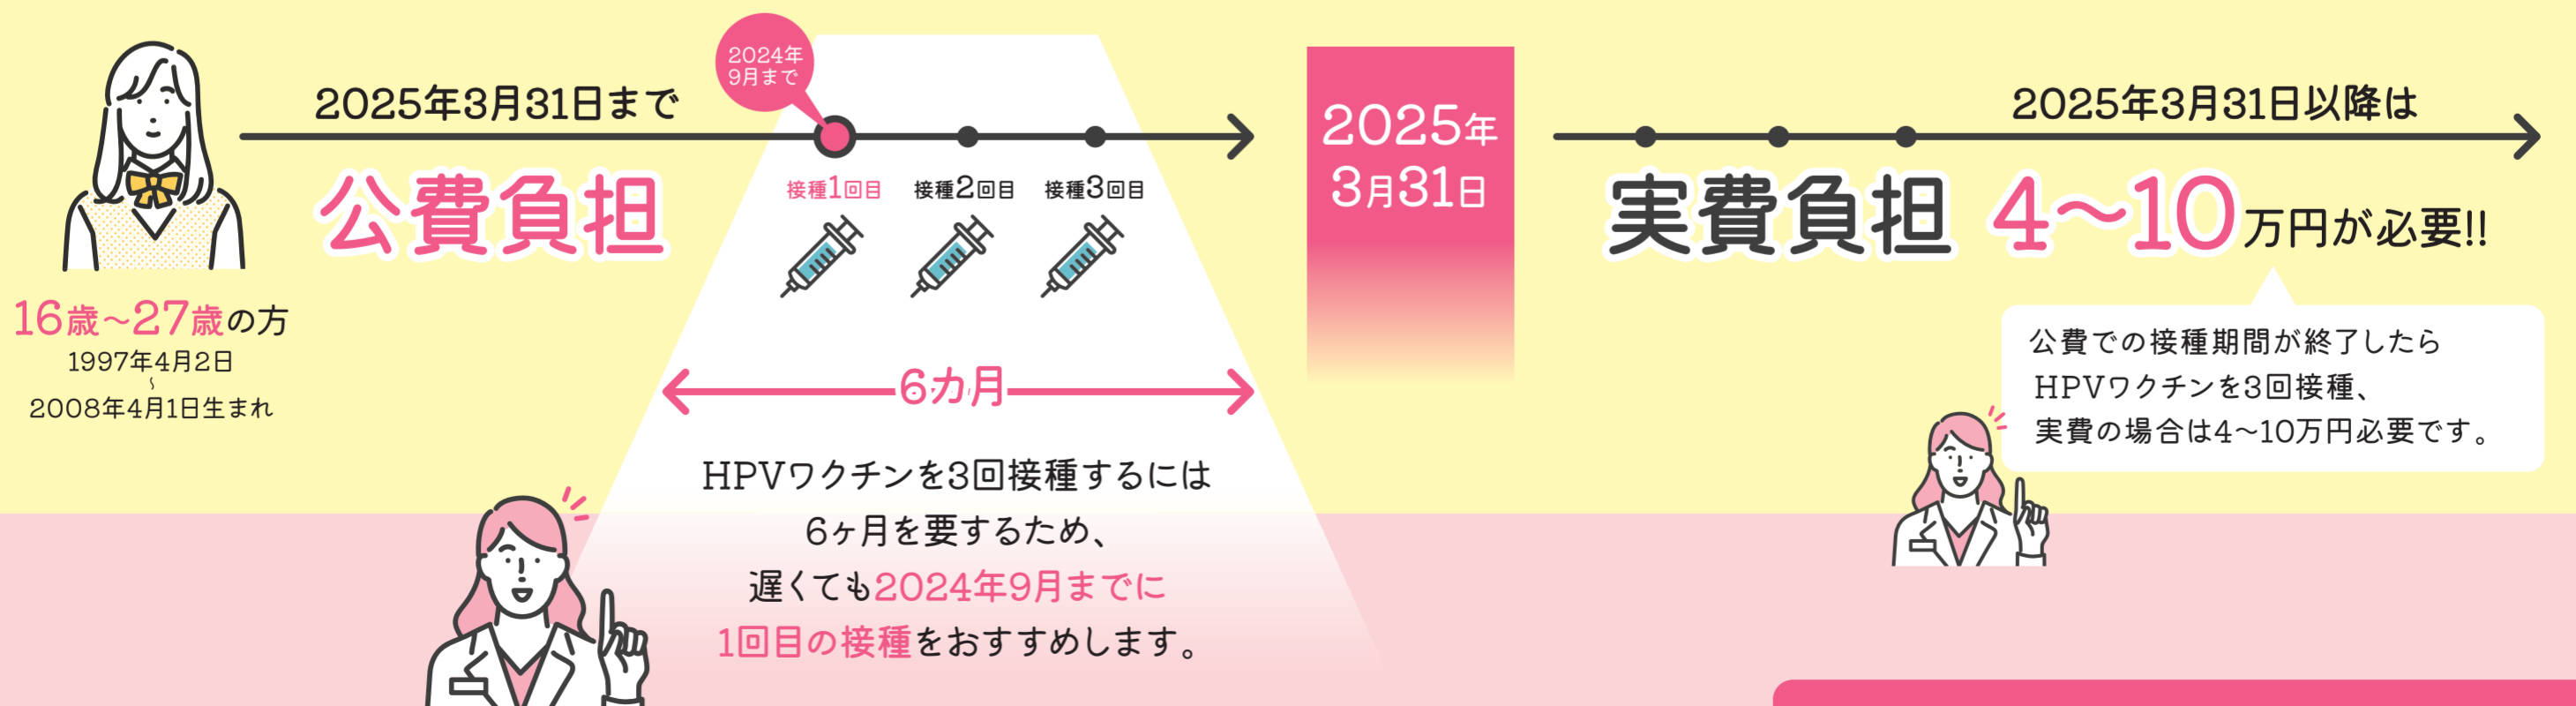 2024年
9月まで
2025年3月31日まで
公費負担
16歳～27歳の方
1997年4月2日
～
2008年4月1日生まれ
接種1回目
接種2回目
接種3回目
6カ月
HPVワクチンを3回接種するには
6ヶ月を要するため、
遅くても2024年9月までに
1回目の接種をおすすめします。
2025年
3月31日
2025年3月31日以降は
実費負担 4～10万円が必要!!
公費での接種期間が終了したら
HPVワクチンを3回接種、
実費の場合は4～10万円必要です。